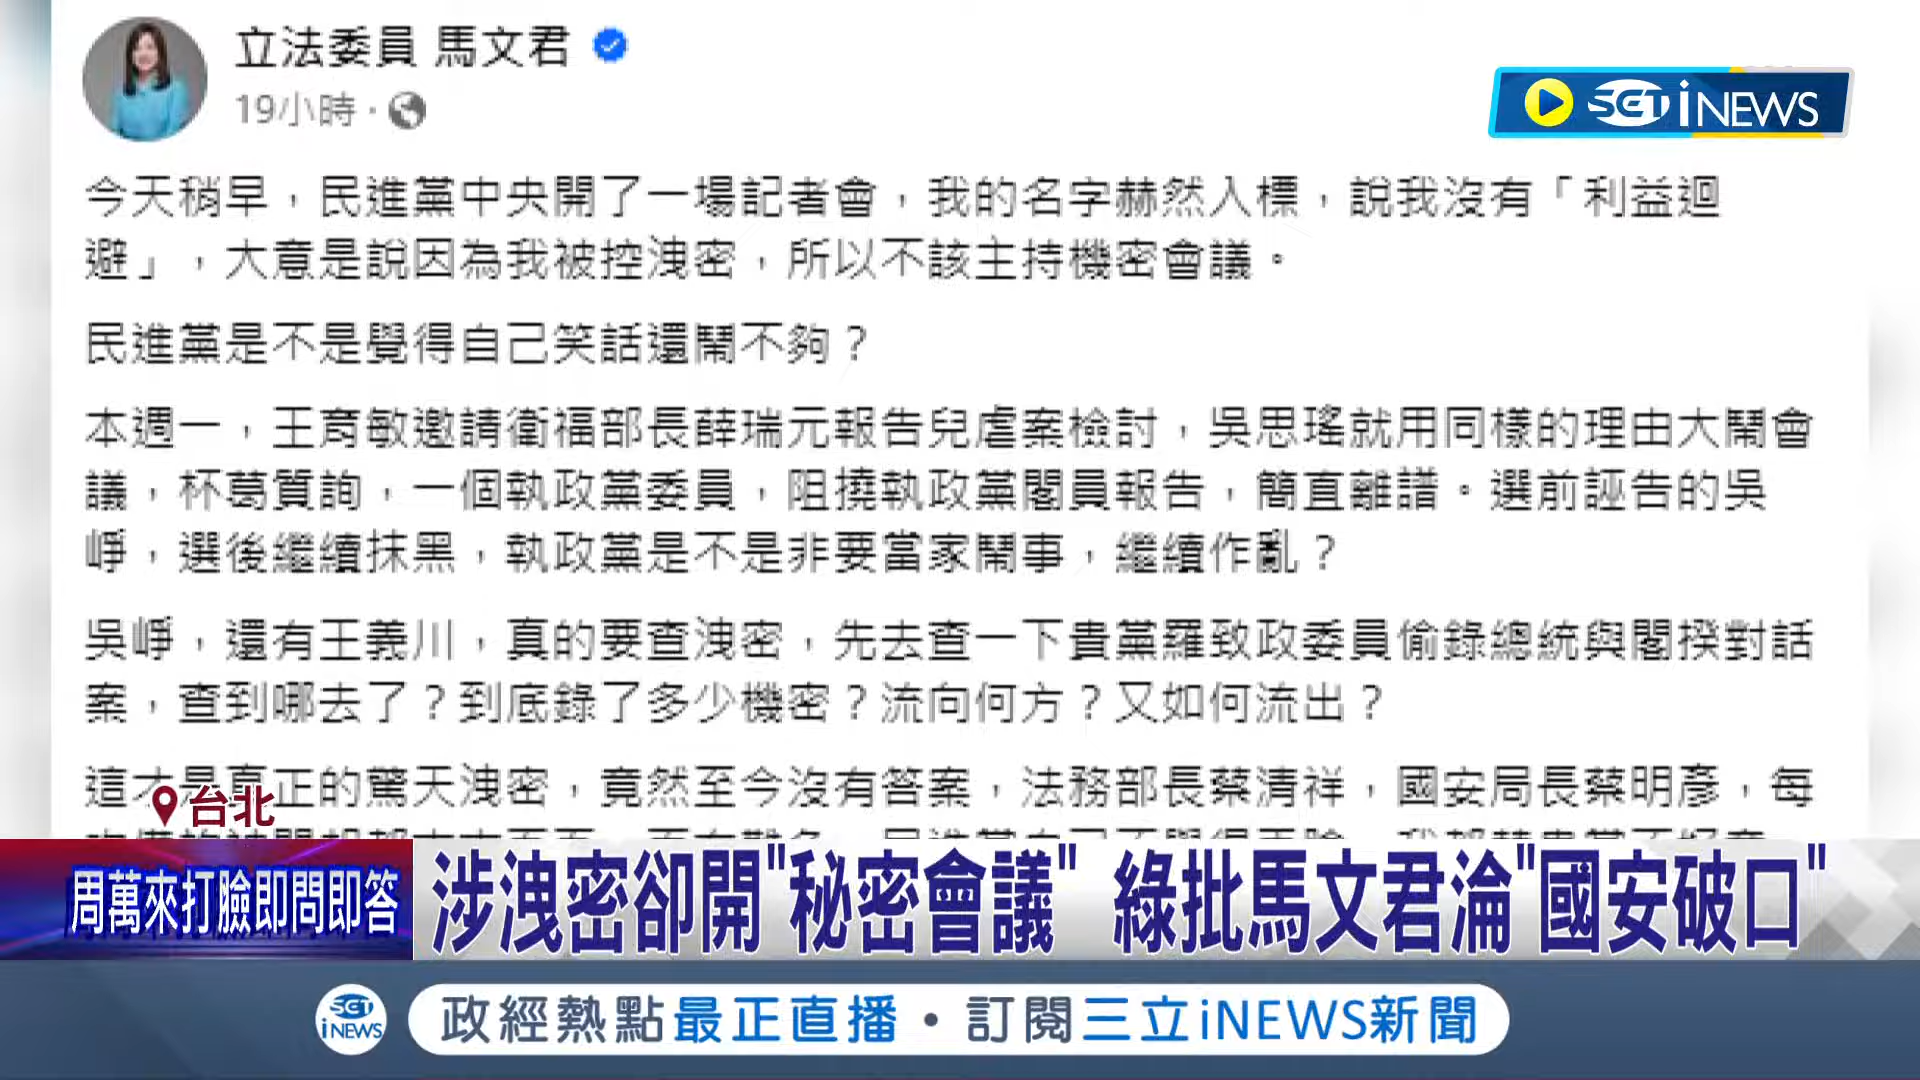 立法委員 馬文君
19小時·
SET iNEWS
今天稍早，民進黨中央開了一場記者會，我的名字赫然入標，說我沒有「利益迴
避」，大意是說因為我被控洩密，所以不該主持機密會議。
民進黨是不是覺得自己笑話還鬧不夠？
本週一，王育敏邀請衛福部長薛瑞元報告兒虐案檢討，吳思瑤就用同樣的理由大鬧會
議，杯葛質詢，一個執政黨委員，阻撓執政黨閣員報告，簡直離譜。選前誣告的吳
崢，選後繼續抹黑，執政黨是不是非要當家鬧事，繼續作亂？
吳崢，還有王義川，真的要查洩密，先去查一下貴黨羅致政委員偷錄總統與閣揆對話
案，查到哪去了？到底錄了多少機密？流向何方？又如何流出？
這才是真正的驚天洩密，竟然至今沒有答案，法務部長蔡清祥，國安局長蔡明彥，每
台北
周萬來打臉即問即答
涉洩密卻開"秘密會議" 綠批馬文君淪"國安破口"
SET iNEWS
政經熱點最正直播·訂閱三立iNEWS新聞